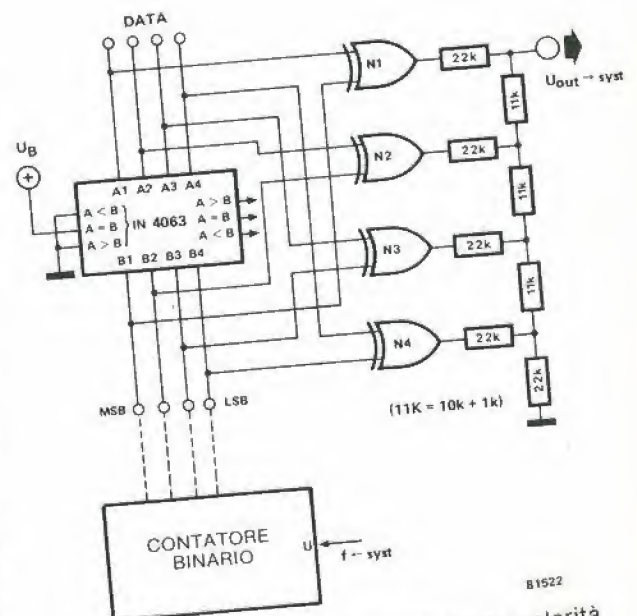 DATA
N1
22k
Uout → syst
11k
UB
N2
22k
A1 A2 A3 A4
A < B
A = B
A > B
IN 4063
A > B
A = B
A < B
B1 B2 B3 B4
11k
N3
22k
11k
N4
22k
22k
MSB
LSB
(11K = 10k + 1k)
CONTATORE
BINARIO
U
f ← syst
81522